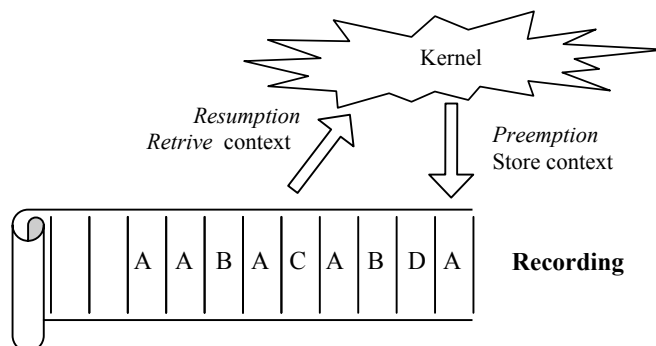 Kernel
Resumption
Retrive context
Preemption
Store context
A A B A C A B D A
Recording